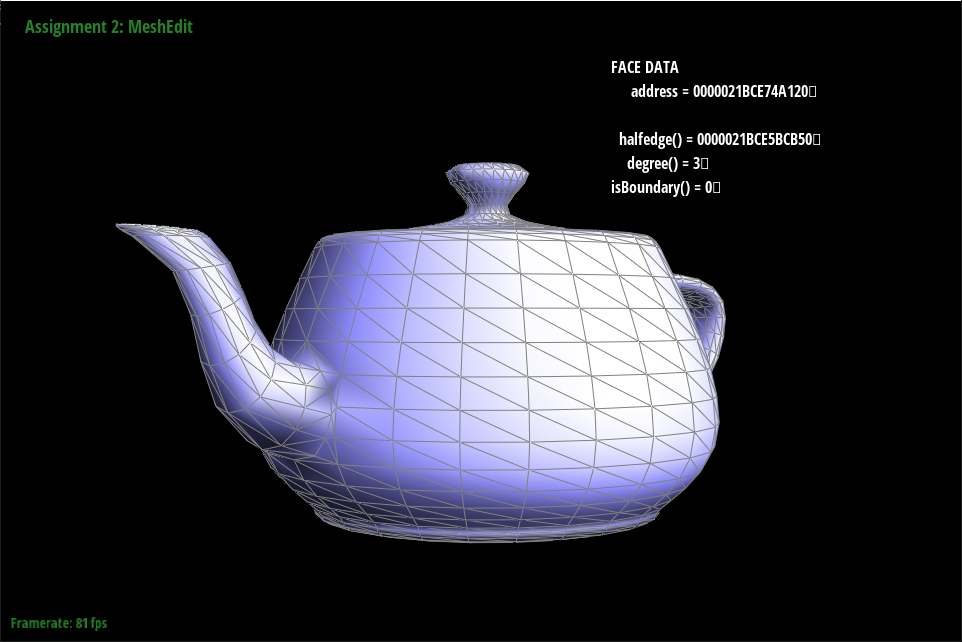 Assignment 2: MeshEdit
FACE DATA
address = 0000021BCE74A120▯
halfedge() = 0000021BCE5BCB50▯
degree() = 3▯
isBoundary() = 0▯
Framerate: 81 fps